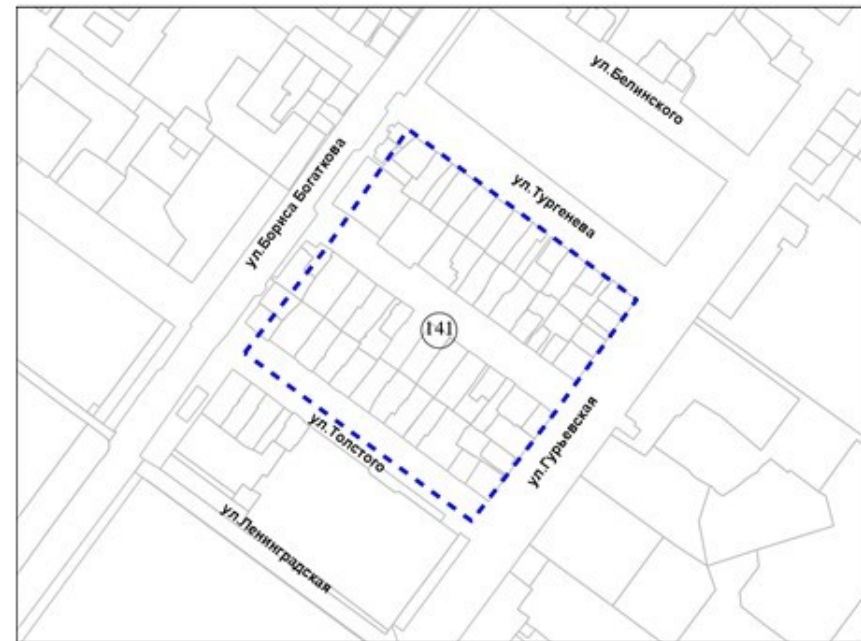 ул.Белинского
ул.Тургенева
ул.Бориса Богаткова
141
ул.Гурьевская
ул.Толстого
ул.Ленинградская